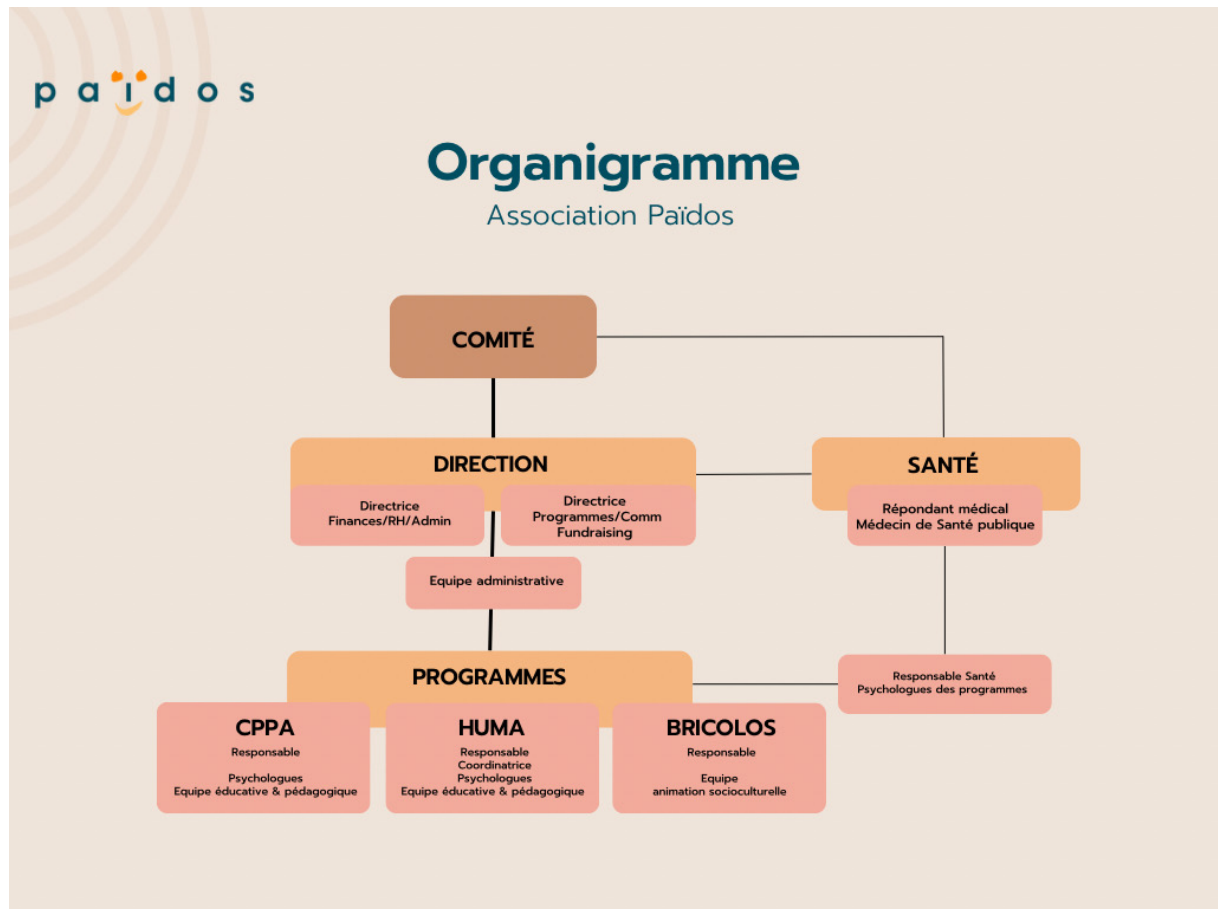 païdos
Organigramme
Association Païdos
COMITÉ
DIRECTION
Directrice
Finances/RH/Admin
Directrice
Programmes/Comm
Fundraising
SANTÉ
Répondant médical
Médecin de Santé publique
Equipe administrative
PROGRAMMES
Responsable Santé
Psychologues des programmes
CPPA
Responsable
Psychologues
Equipe éducative & pédagogique
HUMA
Responsable
Coordinatrice
Psychologues
Equipe éducative & pédagogique
BRICOLOS
Responsable
Equipe
animation socioculturelle